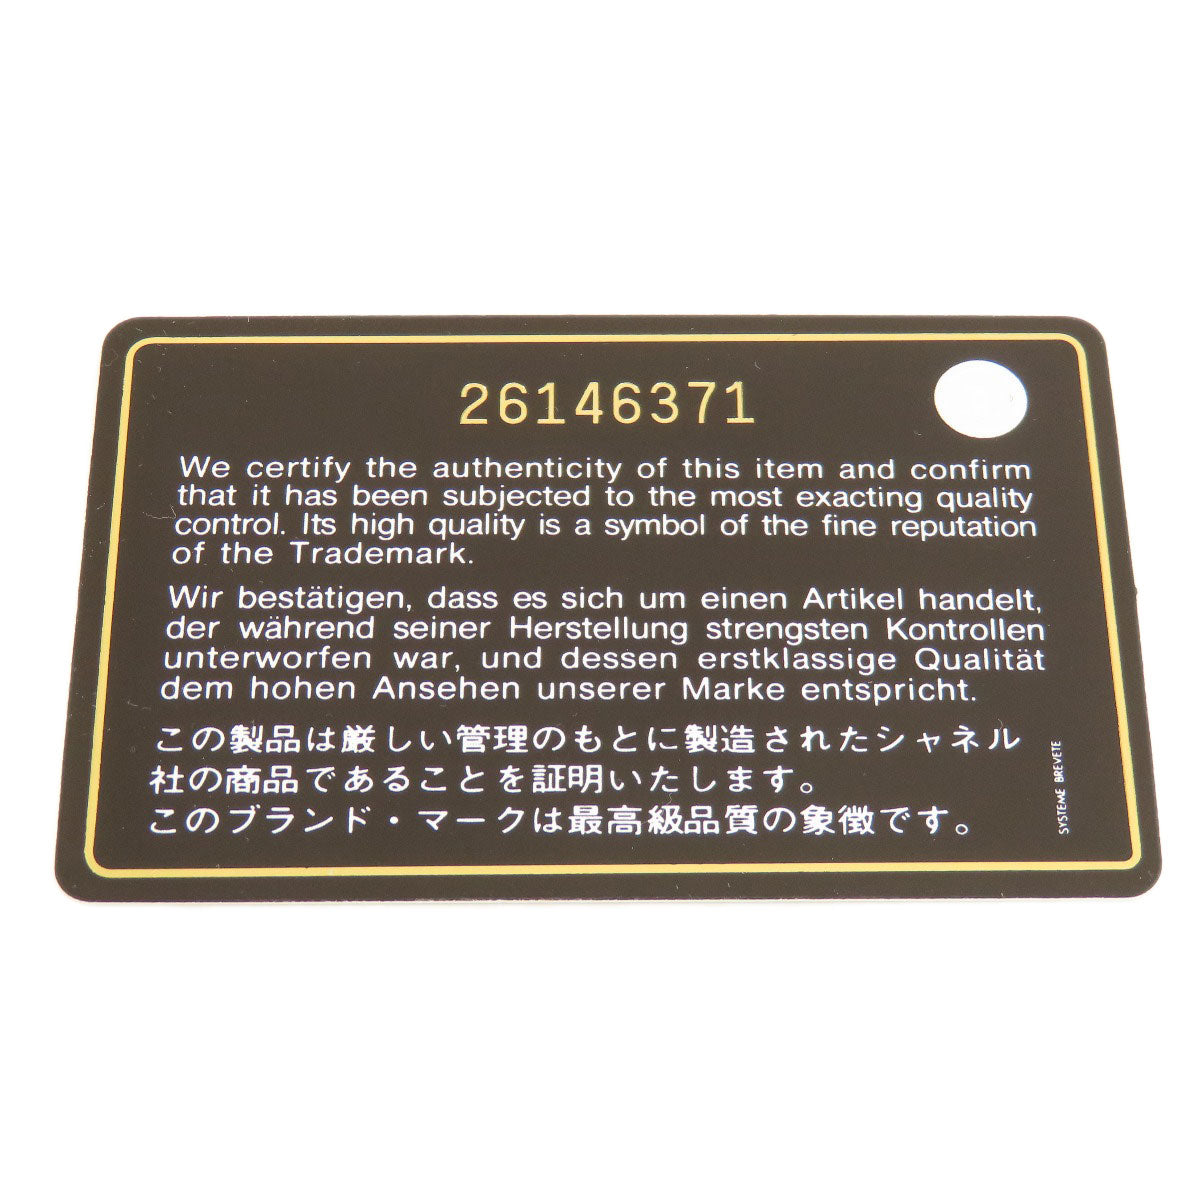 26146371
We certify the authenticity of this item and confirm
that it has been subjected to the most exacting quality
control. Its high quality is a symbol of the fine reputation
of the Trademark.
Wir bestätigen, dass es sich um einen Artikel handelt,
der während seiner Herstellung strengsten Kontrollen
unterworfen war, und dessen erstklassige Qualität
dem hohen Ansehen unserer Marke entspricht.
この製品は厳しい管理のもとに製造されたシャネル
社の商品であることを証明いたします。
このブランド・マークは最高級品質の象徴です。
SYSTEME BREVETE